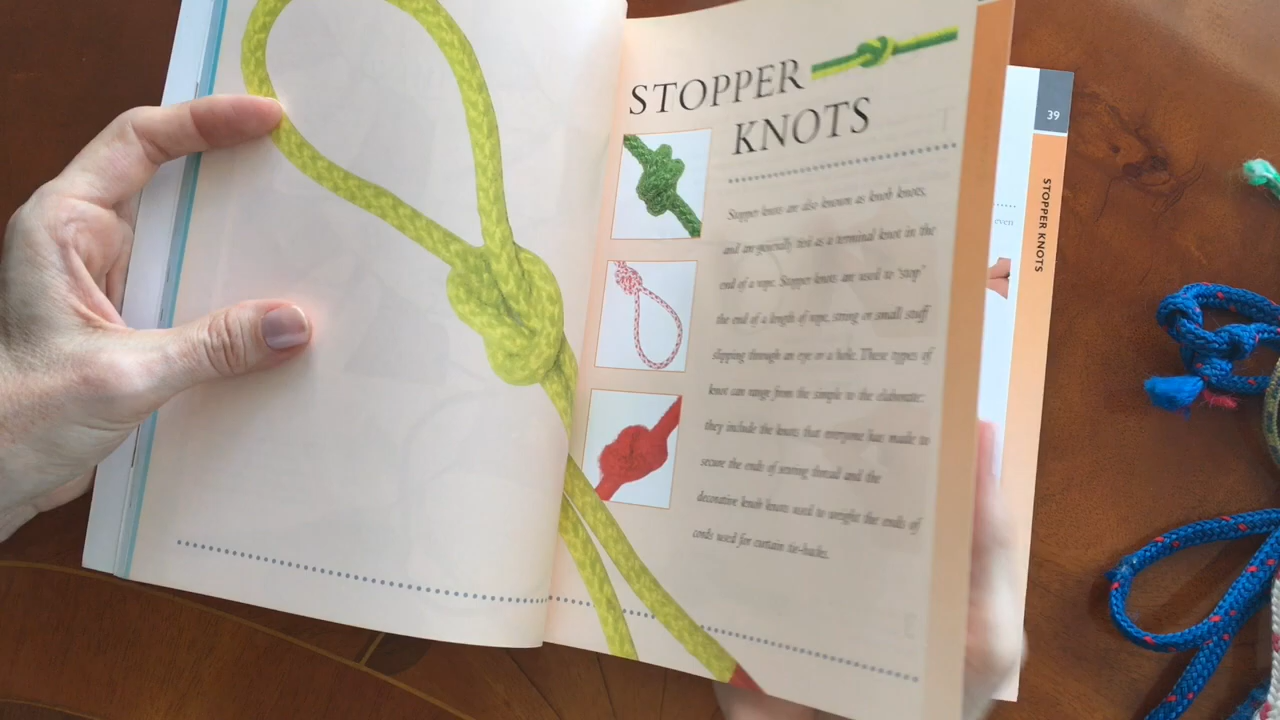 STOPPER
KNOTS
Stopper knots are also known as knob knots,
and are generally tied as a terminal knot in the
end of a rope. Stopper knots are used to "stop"
the end of a length of rope, string or small stuff
slipping through an eye or a hole. These types of
knot can range from the simple to the elaborate:
they include the knots that everyone has made to
secure the ends of sewing thread and the
decorative knob knots used to weight the ends of
cords used for curtain tie-backs.
39
STOPPER KNOTS
even